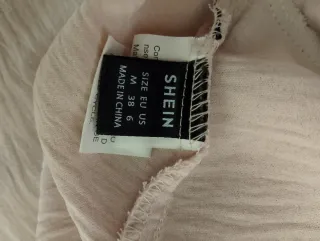 SHEIN
SIZE EU US
M 38 6
MADE IN CHINA